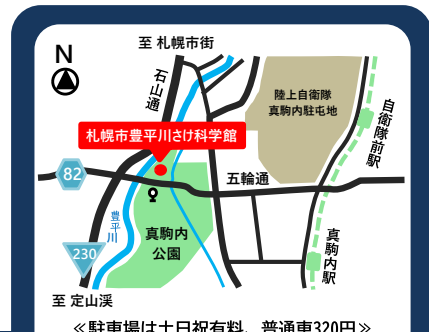 至 札幌市街
N
石山通
陸上自衛隊
真駒内駐屯地
自衛隊前駅
札幌市豊平川さけ科学館
82
五輪通
豊平川
真駒内
公園
真駒内駅
230
至 定山渓
≪駐車場は土日祝有料、普通車320円≫